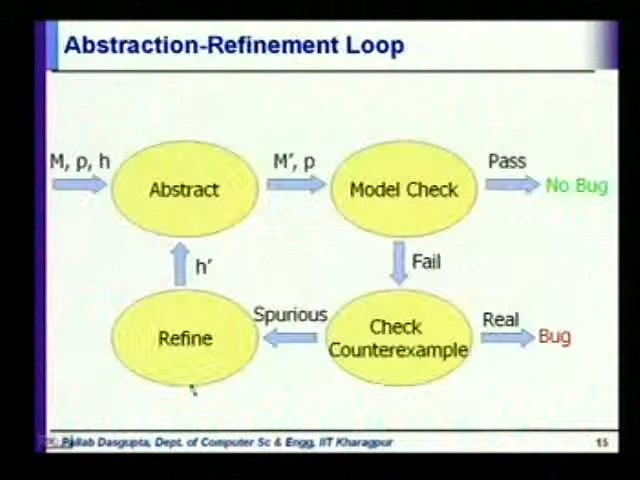 Abstraction-Refinement Loop
M, p, h
Abstract
M', p
Model Check
Pass
No Bug
h'
Fail
Refine
Spurious
Check
Counterexample
Real
Bug
Pallab Dasgupta, Dept. of Computer Sc & Engg, IIT Kharagpur
15